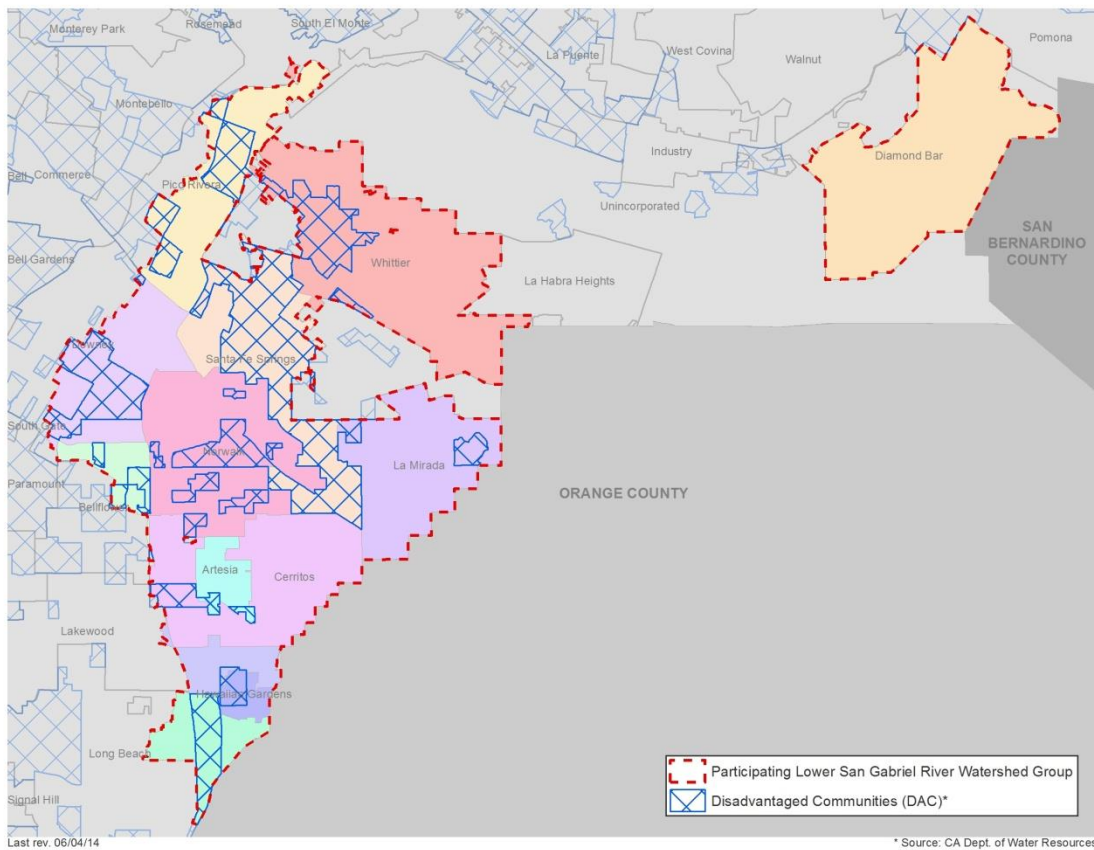 Monterey Park
Rosemead
South El Monte
La Puente
West Covina
Walnut
Pomona
Montebello
Industry
Diamond Bar
Bell
Commerce
Pico Rivera
Unincorporated
SAN
BERNARDINO
COUNTY
Bell Gardens
Whittier
La Habra Heights
Downey
Santa Fe Springs
South Gate
Norwalk
La Mirada
Paramount
ORANGE COUNTY
Bellflower
Artesia
Cerritos
Lakewood
Hawaiian Gardens
Long Beach
Signal Hill
Participating Lower San Gabriel River Watershed Group
Disadvantaged Communities (DAC)*
Last rev. 06/04/14
* Source: CA Dept. of Water Resources